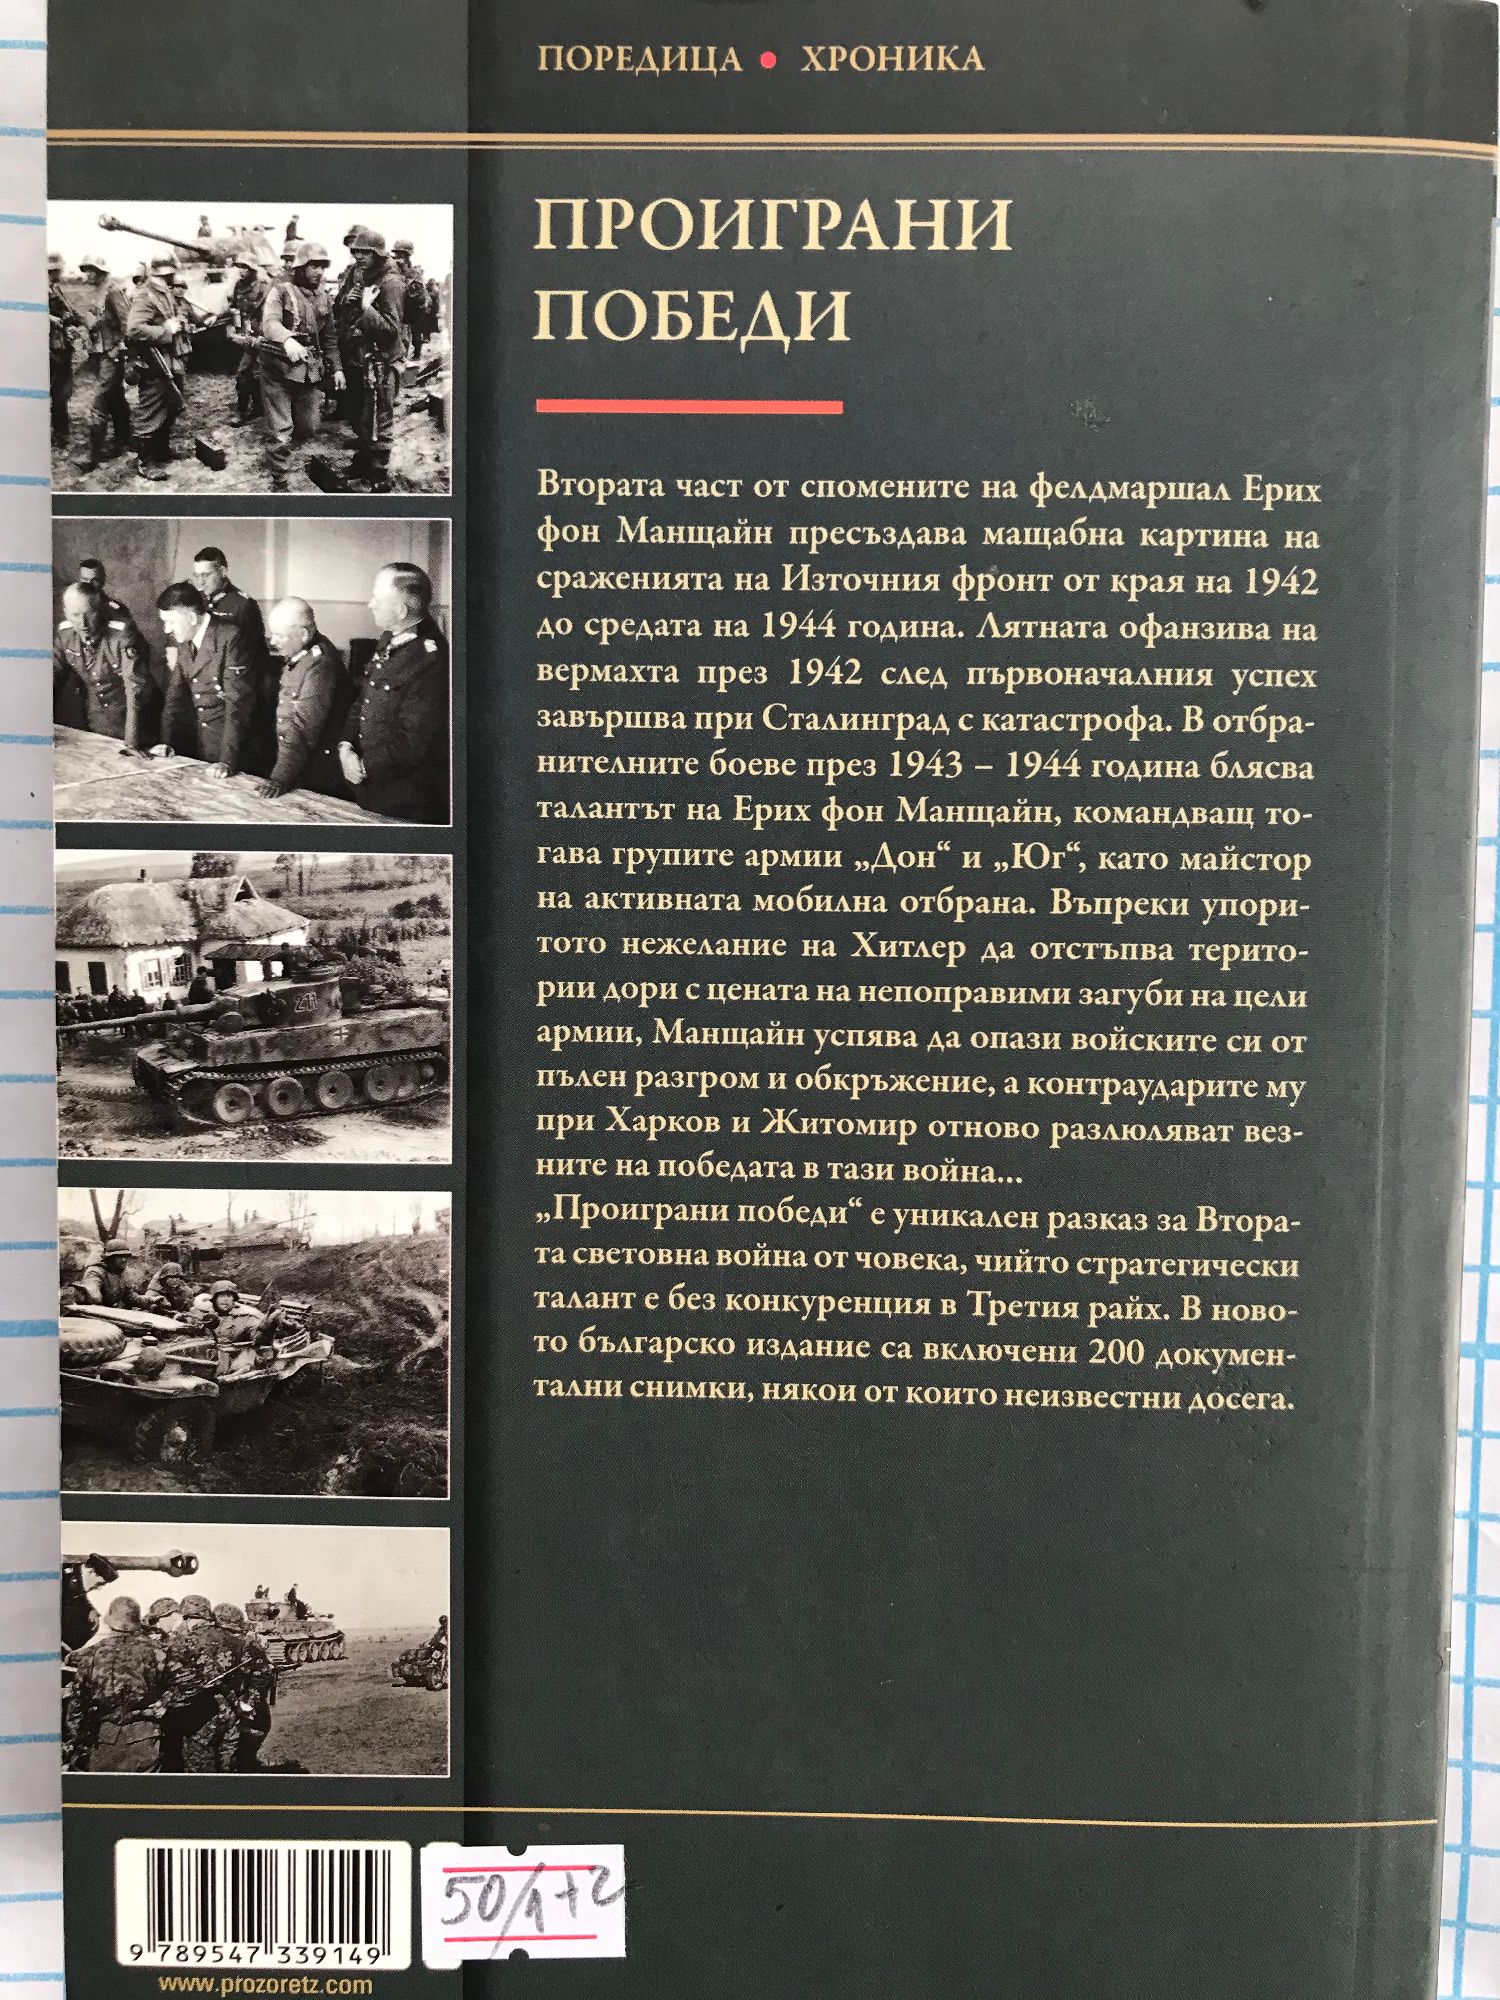 ПОРЕДИЦА • ХРОНИКА
ПРОИГРАНИ
ПОБЕДИ
Втората част от спомените на фелдмаршал Ерих
фон Манщайн пресъздава мащабна картина на
сраженията на Източния фронт от края на 1942
до средата на 1944 година. Лятната офанзива на
вермахта през 1942 след първоначалния успех
завършва при Сталинград с катастрофа. В отбра-
нителните боеве през 1943 – 1944 година блясва
талантът на Ерих фон Манщайн, командващ то-
гава групите армии „Дон“ и „Юг“, като майстор
на активната мобилна отбрана. Въпреки упори-
тото нежелание на Хитлер да отстъпва терито-
рии дори с цената на непоправими загуби на цели
армии, Манщайн успява да опази войските си от
пълен разгром и обкръжение, а контраударите му
при Харков и Житомир отново разлюляват вез-
ните на победата в тази война...
„Проиграни победи“ е уникален разказ за Втора-
та световна война от човека, чийто стратегически
талант е без конкуренция в Третия райх. В ново-
то българско издание са включени 200 докумен-
тални снимки, някои от които неизвестни досега.
211
50/1+2
9 789547 339149
www.prozoretz.com